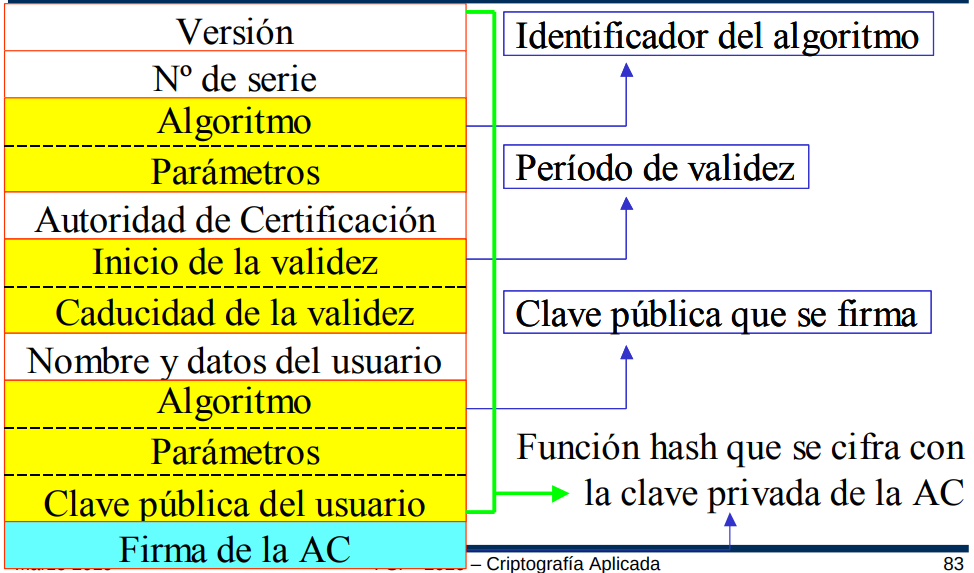 Versión
Nº de serie
Algoritmo
Parámetros
Autoridad de Certificación
Inicio de la validez
Caducidad de la validez
Nombre y datos del usuario
Algoritmo
Parámetros
Clave pública del usuario
Firma de la AC
Identificador del algoritmo
Período de validez
Clave pública que se firma
Función hash que se cifra con
la clave privada de la AC
– Criptografía Aplicada
83